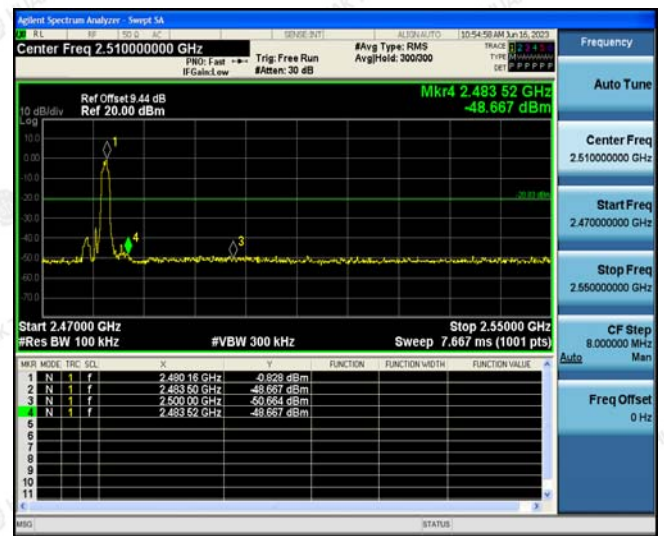 Agilent Spectrum Analyzer - Swept SA
RL RF 50 Ω AC SENSE:INT ALIGN AUTO 10:54:58 AM Jun 16, 2023
Center Freq 2.510000000 GHz
PNO: Fast Trig: Free Run
IFGain:Low #Atten: 30 dB
#Avg Type: RMS
Avg|Hold: 300/300
TRACE 1 2 3 4 5 6
TYPE M
DET P P P P P P
Frequency
Auto Tune
Center Freq
2.510000000 GHz
Start Freq
2.470000000 GHz
Stop Freq
2.550000000 GHz
CF Step
8.000000 MHz
Auto Man
Freq Offset
0 Hz
Ref Offset 9.44 dB
10 dB/div Ref 20.00 dBm
Log
Mkr4 2.483 52 GHz
-48.667 dBm
10.0
0.00
-10.0
-20.0
-30.0
-40.0
-50.0
-60.0
-70.0
1
4
3
Start 2.47000 GHz Stop 2.55000 GHz
#Res BW 100 kHz #VBW 300 kHz Sweep 7.667 ms (1001 pts)
MKR MODE TRC SCL X Y FUNCTION FUNCTION WIDTH FUNCTION VALUE
1 N 1 f 2.480 16 GHz -0.828 dBm
2 N 1 f 2.483 50 GHz -48.667 dBm
3 N 1 f 2.500 00 GHz -50.664 dBm
4 N 1 f 2.483 52 GHz -48.667 dBm
5
6
7
8
9
10
11
MSG STATUS